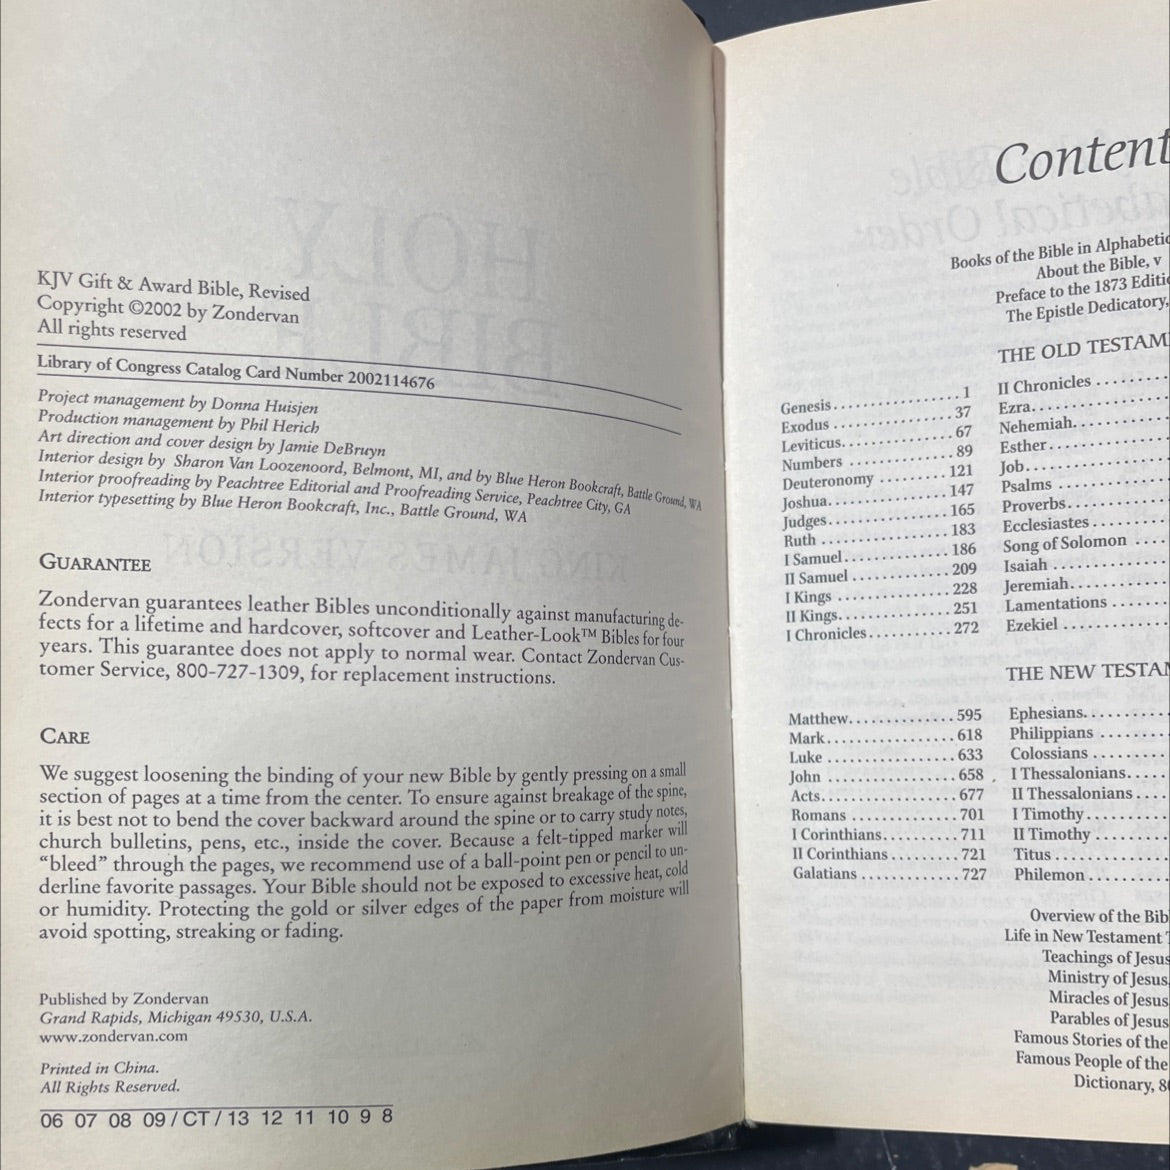 KJV Gift & Award Bible, Revised
Copyright ©2002 by Zondervan
All rights reserved
Library of Congress Catalog Card Number 2002114676
Project management by Donna Huisjen
Production management by Phil Herich
Art direction and cover design by Jamie DeBruyn
Interior design by Sharon Van Loozenoord, Belmont, MI, and by Blue Heron Bookcraft, Battle Ground, WA
Interior proofreading by Peachtree Editorial and Proofreading Service, Peachtree City, GA
Interior typesetting by Blue Heron Bookcraft, Inc., Battle Ground, WA
GUARANTEE
Zondervan guarantees leather Bibles unconditionally against manufacturing de-
fects for a lifetime and hardcover, softcover and Leather-Look™ Bibles for four
years. This guarantee does not apply to normal wear. Contact Zondervan Cus-
tomer Service, 800-727-1309, for replacement instructions.
CARE
We suggest loosening the binding of your new Bible by gently pressing on a small
section of pages at a time from the center. To ensure against breakage of the spine,
it is best not to bend the cover backward around the spine or to carry study notes,
church bulletins, pens, etc., inside the cover. Because a felt-tipped marker will
“bleed” through the pages, we recommend use of a ball-point pen or pencil to un-
derline favorite passages. Your Bible should not be exposed to excessive heat, cold
or humidity. Protecting the gold or silver edges of the paper from moisture will
avoid spotting, streaking or fading.
Published by Zondervan
Grand Rapids, Michigan 49530, U.S.A.
www.zondervan.com
Printed in China.
All Rights Reserved.
06 07 08 09 / CT / 13 12 11 10 9 8
Content
Books of the Bible in Alphabetic
About the Bible, v
Preface to the 1873 Editio
The Epistle Dedicatory,
THE OLD TESTAM
Genesis 1
Exodus 37
Leviticus 67
Numbers 89
Deuteronomy 121
Joshua 147
Judges 165
Ruth 183
I Samuel 186
II Samuel 209
I Kings 228
II Kings 251
I Chronicles 272
II Chronicles
Ezra
Nehemiah
Esther
Job
Psalms
Proverbs
Ecclesiastes
Song of Solomon
Isaiah
Jeremiah
Lamentations
Ezekiel
THE NEW TESTA
Matthew 595
Mark 618
Luke 633
John 658
Acts 677
Romans 701
I Corinthians 711
II Corinthians 721
Galatians 727
Ephesians
Philippians
Colossians
I Thessalonians
II Thessalonians
I Timothy
II Timothy
Titus
Philemon
Overview of the Bib
Life in New Testament T
Teachings of Jesus
Ministry of Jesus,
Miracles of Jesus
Parables of Jesus
Famous Stories of the
Famous People of the
Dictionary, 8